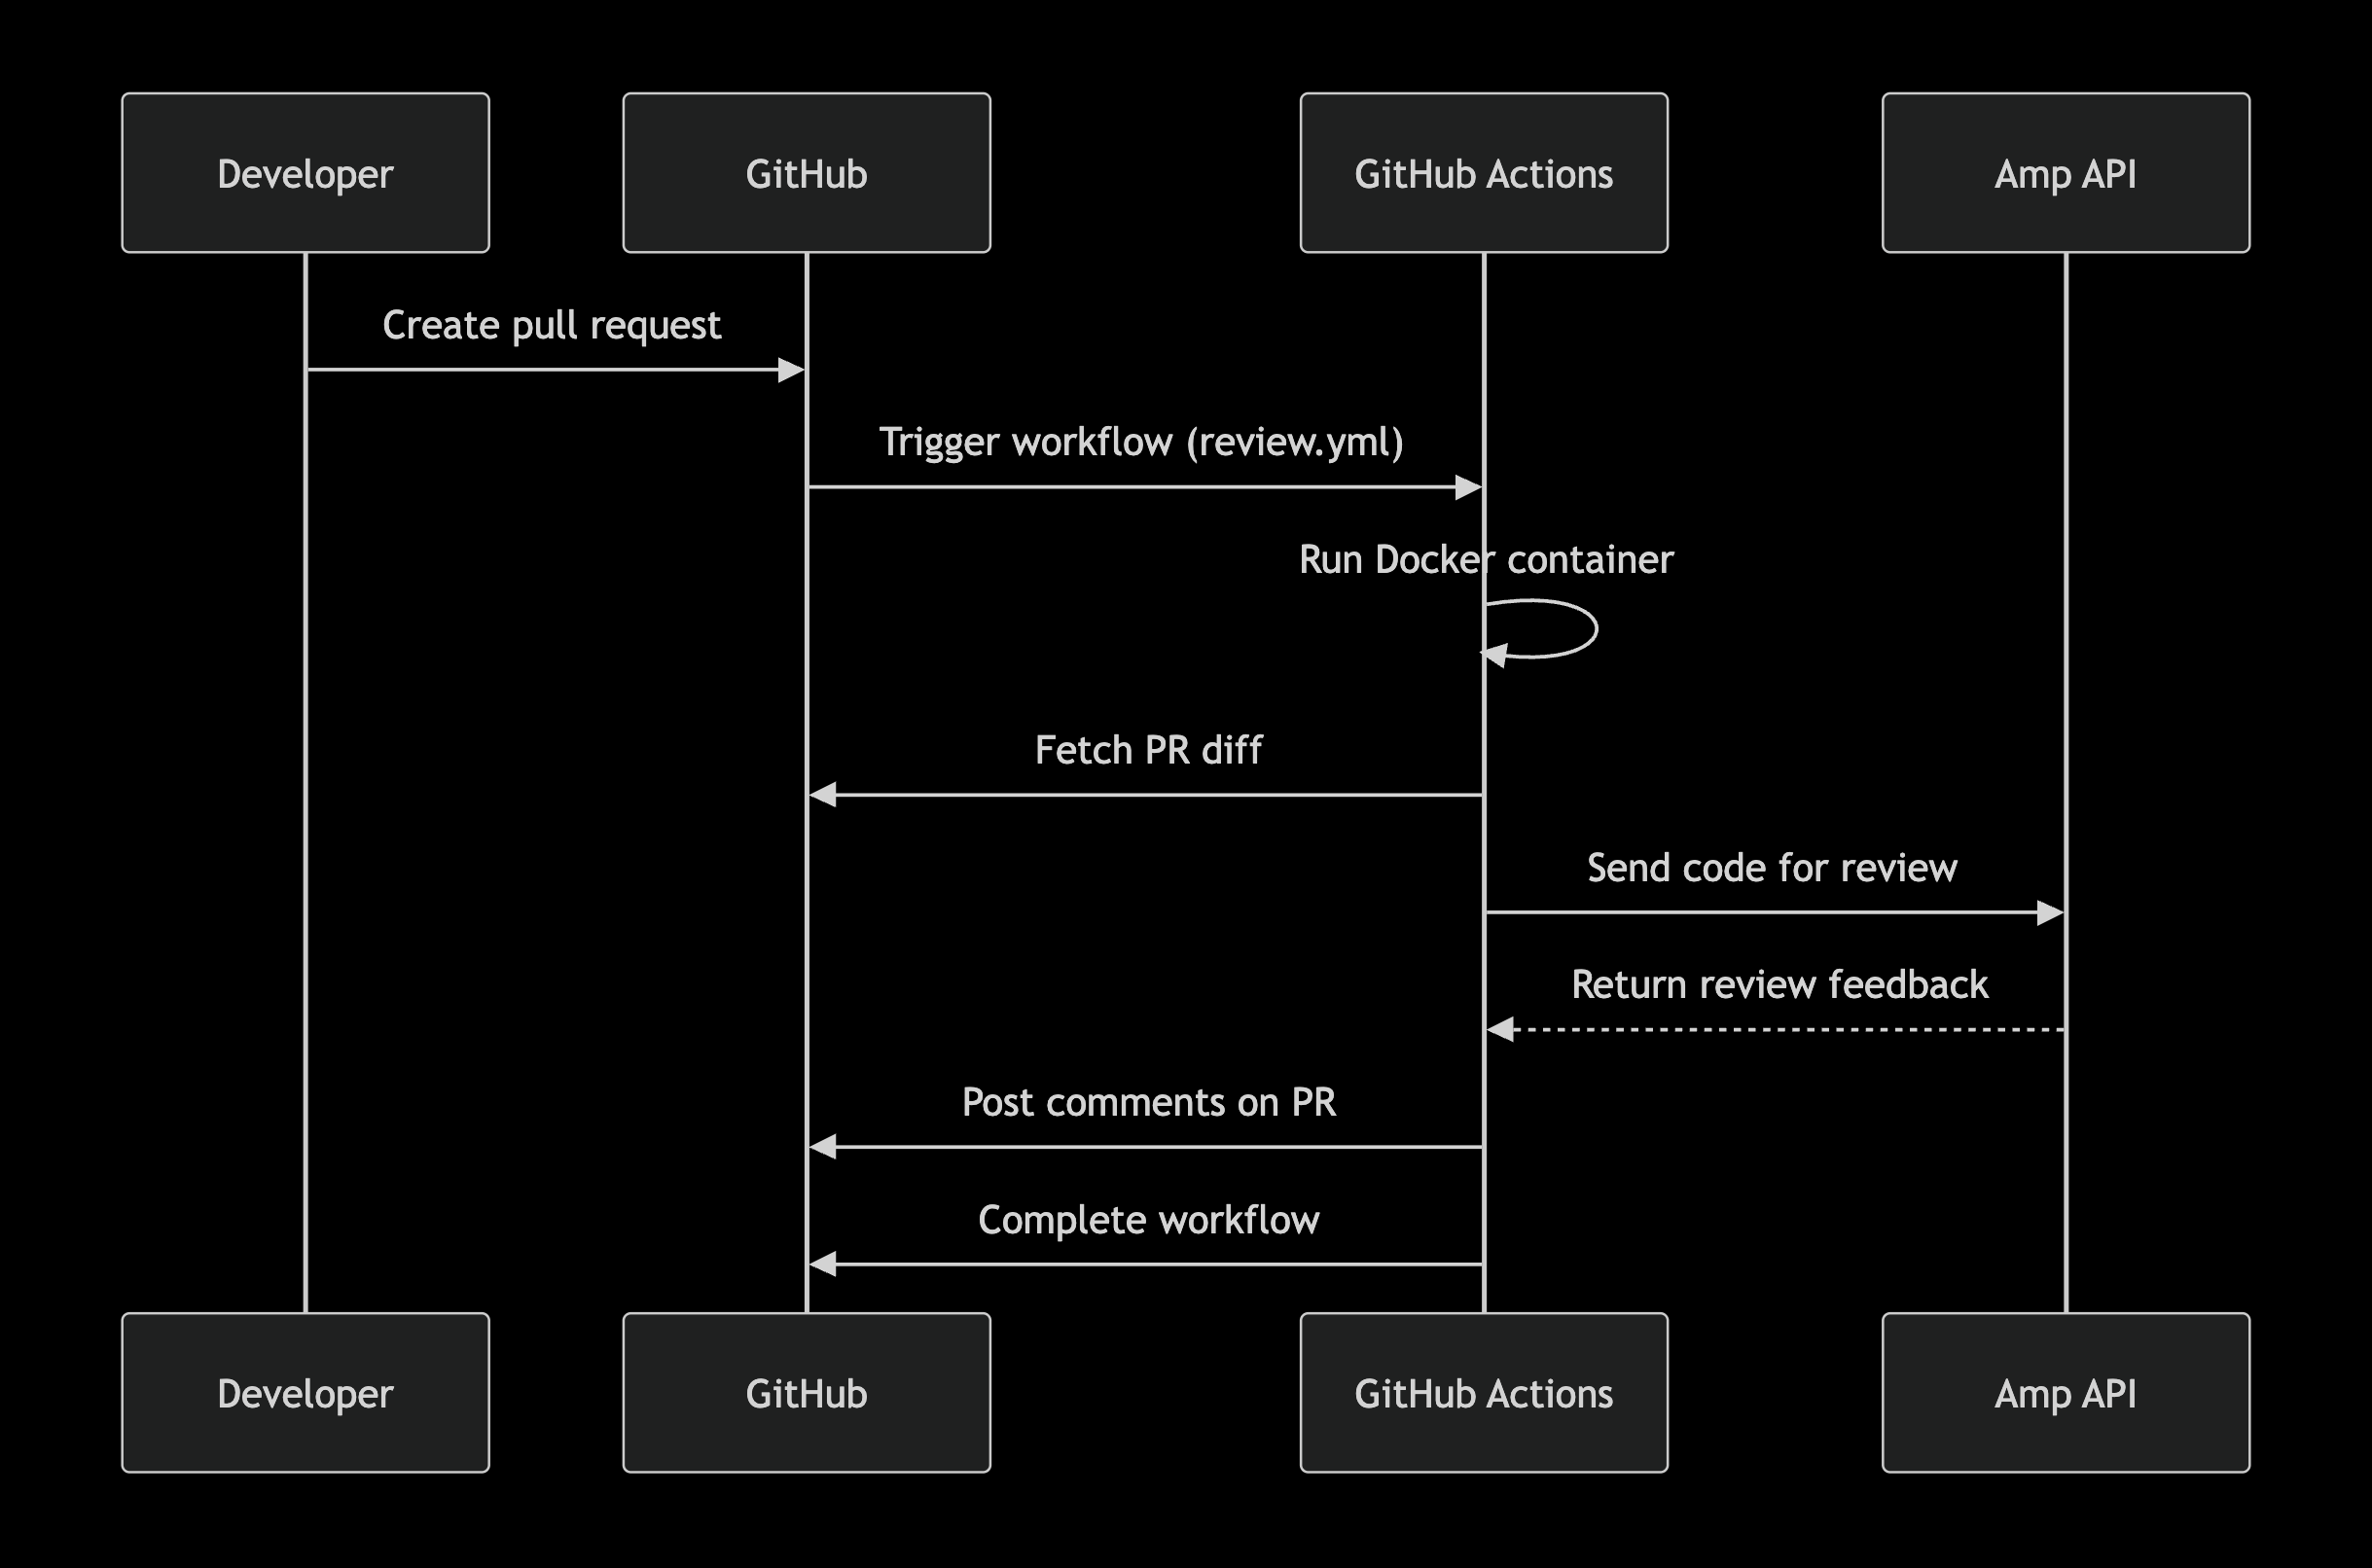 Developer
GitHub
GitHub Actions
Amp API
Create pull request
Trigger workflow (review.yml)
Run Docker container
Fetch PR diff
Send code for review
Return review feedback
Post comments on PR
Complete workflow
Developer
GitHub
GitHub Actions
Amp API